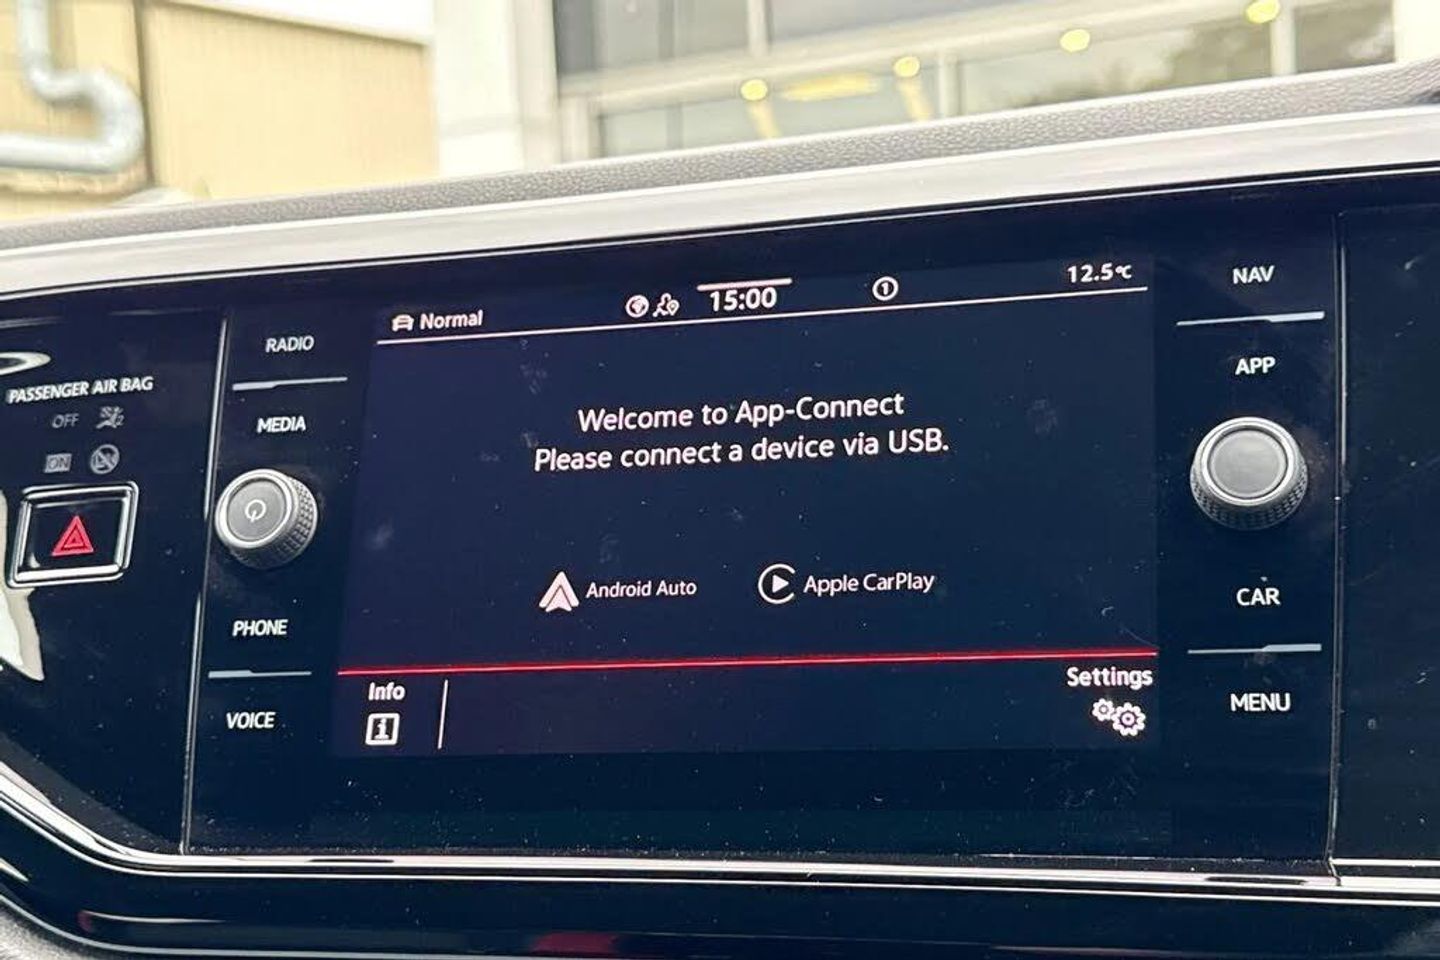 PASSENGER AIR BAG
OFF
ON
RADIO
MEDIA
PHONE
VOICE
Normal
15:00
1
12.5°C
Welcome to App-Connect
Please connect a device via USB.
Android Auto
Apple CarPlay
Info
Settings
NAV
APP
CAR
MENU